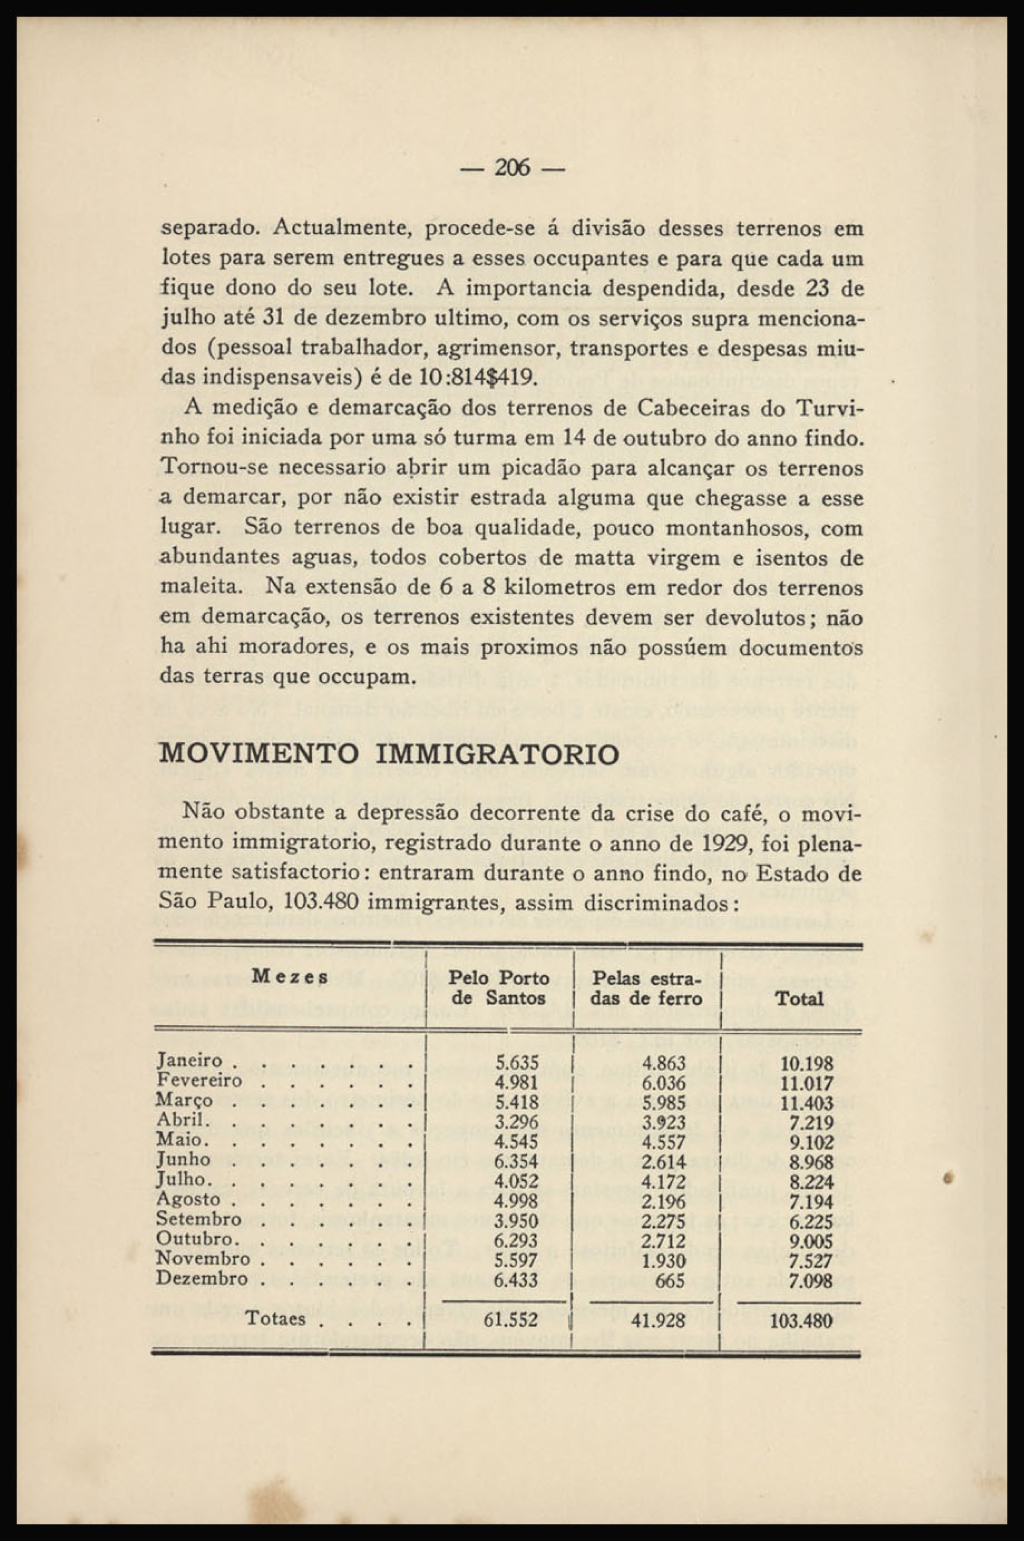 — 206 —
separado. Actualmente, procede-se á divisão desses terrenos em
lotes para serem entregues a esses occupantes e para que cada um
fique dono do seu lote. A importancia despendida, desde 23 de
julho até 31 de dezembro ultimo, com os serviços supra menciona-
dos (pessoal trabalhador, agrimensor, transportes e despesas miu-
das indispensaveis) é de 10:814$419.
A medição e demarcação dos terrenos de Cabeceiras do Turvi-
nho foi iniciada por uma só turma em 14 de outubro do anno findo.
Tornou-se necessario abrir um picadão para alcançar os terrenos
a demarcar, por não existir estrada alguma que chegasse a esse
lugar. São terrenos de boa qualidade, pouco montanhosos, com
abundantes aguas, todos cobertos de matta virgem e isentos de
maleita. Na extensão de 6 a 8 kilometros em redor dos terrenos
em demarcação, os terrenos existentes devem ser devolutos; não
ha ahi moradores, e os mais proximos não possúem documentos
das terras que occupam.
MOVIMENTO IMMIGRATORIO
Não obstante a depressão decorrente da crise do café, o movi-
mento immigratorio, registrado durante o anno de 1929, foi plena-
mente satisfactorio: entraram durante o anno findo, no Estado de
São Paulo, 103.480 immigrantes, assim discriminados:
Mezes Pelo Porto de Santos Pelas estra-das de ferro Total
Janeiro . . . . . . . 5.635 4.863 10.198
Fevereiro . . . . . . 4.981 6.036 11.017
Março . . . . . . . 5.418 5.985 11.403
Abril. . . . . . . . 3.296 3.923 7.219
Maio. . . . . . . . 4.545 4.557 9.102
Junho . . . . . . . 6.354 2.614 8.968
Julho. . . . . . . . 4.052 4.172 8.224
Agosto . . . . . . . 4.998 2.196 7.194
Setembro . . . . . . 3.950 2.275 6.225
Outubro. . . . . . . 6.293 2.712 9.005
Novembro . . . . . . 5.597 1.930 7.527
Dezembro . . . . . . 6.433 665 7.098
Totaes . . . . 61.552 41.928 103.480